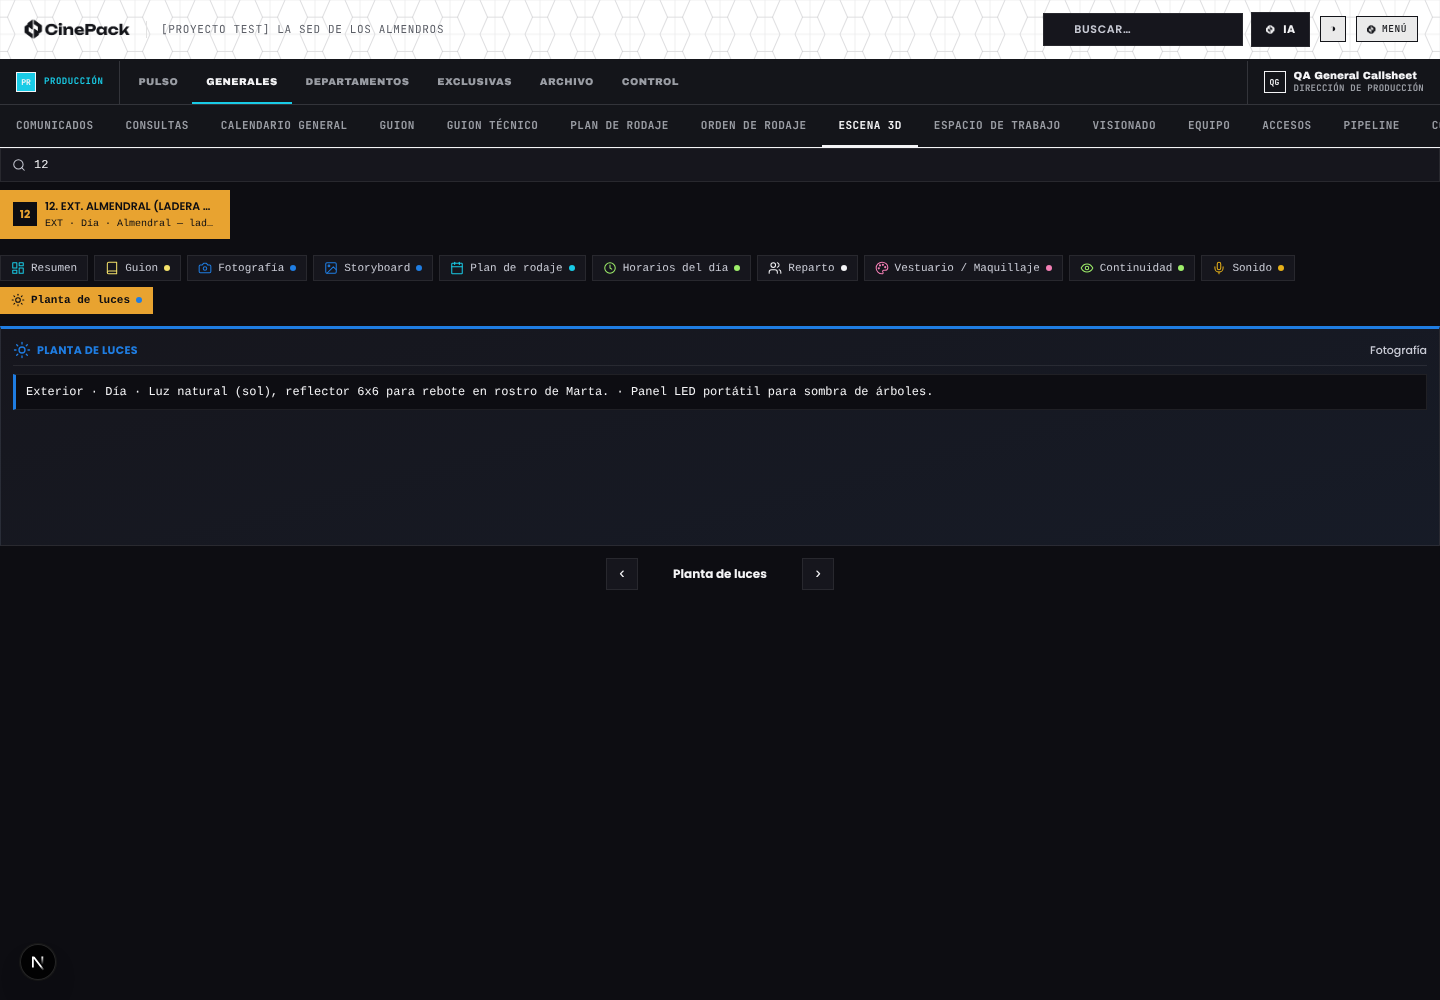 CinePack
[PROYECTO TEST] LA SED DE LOS ALMENDROS
BUSCAR…
IA
MENÚ
PR PRODUCCIÓN
PULSO
GENERALES
DEPARTAMENTOS
EXCLUSIVAS
ARCHIVO
CONTROL
QG
QA General Callsheet
DIRECCIÓN DE PRODUCCIÓN
COMUNICADOS
CONSULTAS
CALENDARIO GENERAL
GUION
GUION TÉCNICO
PLAN DE RODAJE
ORDEN DE RODAJE
ESCENA 3D
ESPACIO DE TRABAJO
VISIONADO
EQUIPO
ACCESOS
PIPELINE
12
12
12. EXT. ALMENDRAL (LADERA …
EXT · Día · Almendral — lad…
Resumen
Guion
Fotografía
Storyboard
Plan de rodaje
Horarios del día
Reparto
Vestuario / Maquillaje
Continuidad
Sonido
Planta de luces
PLANTA DE LUCES
Fotografía
Exterior · Día · Luz natural (sol), reflector 6x6 para rebote en rostro de Marta. · Panel LED portátil para sombra de árboles.
‹
Planta de luces
›
N